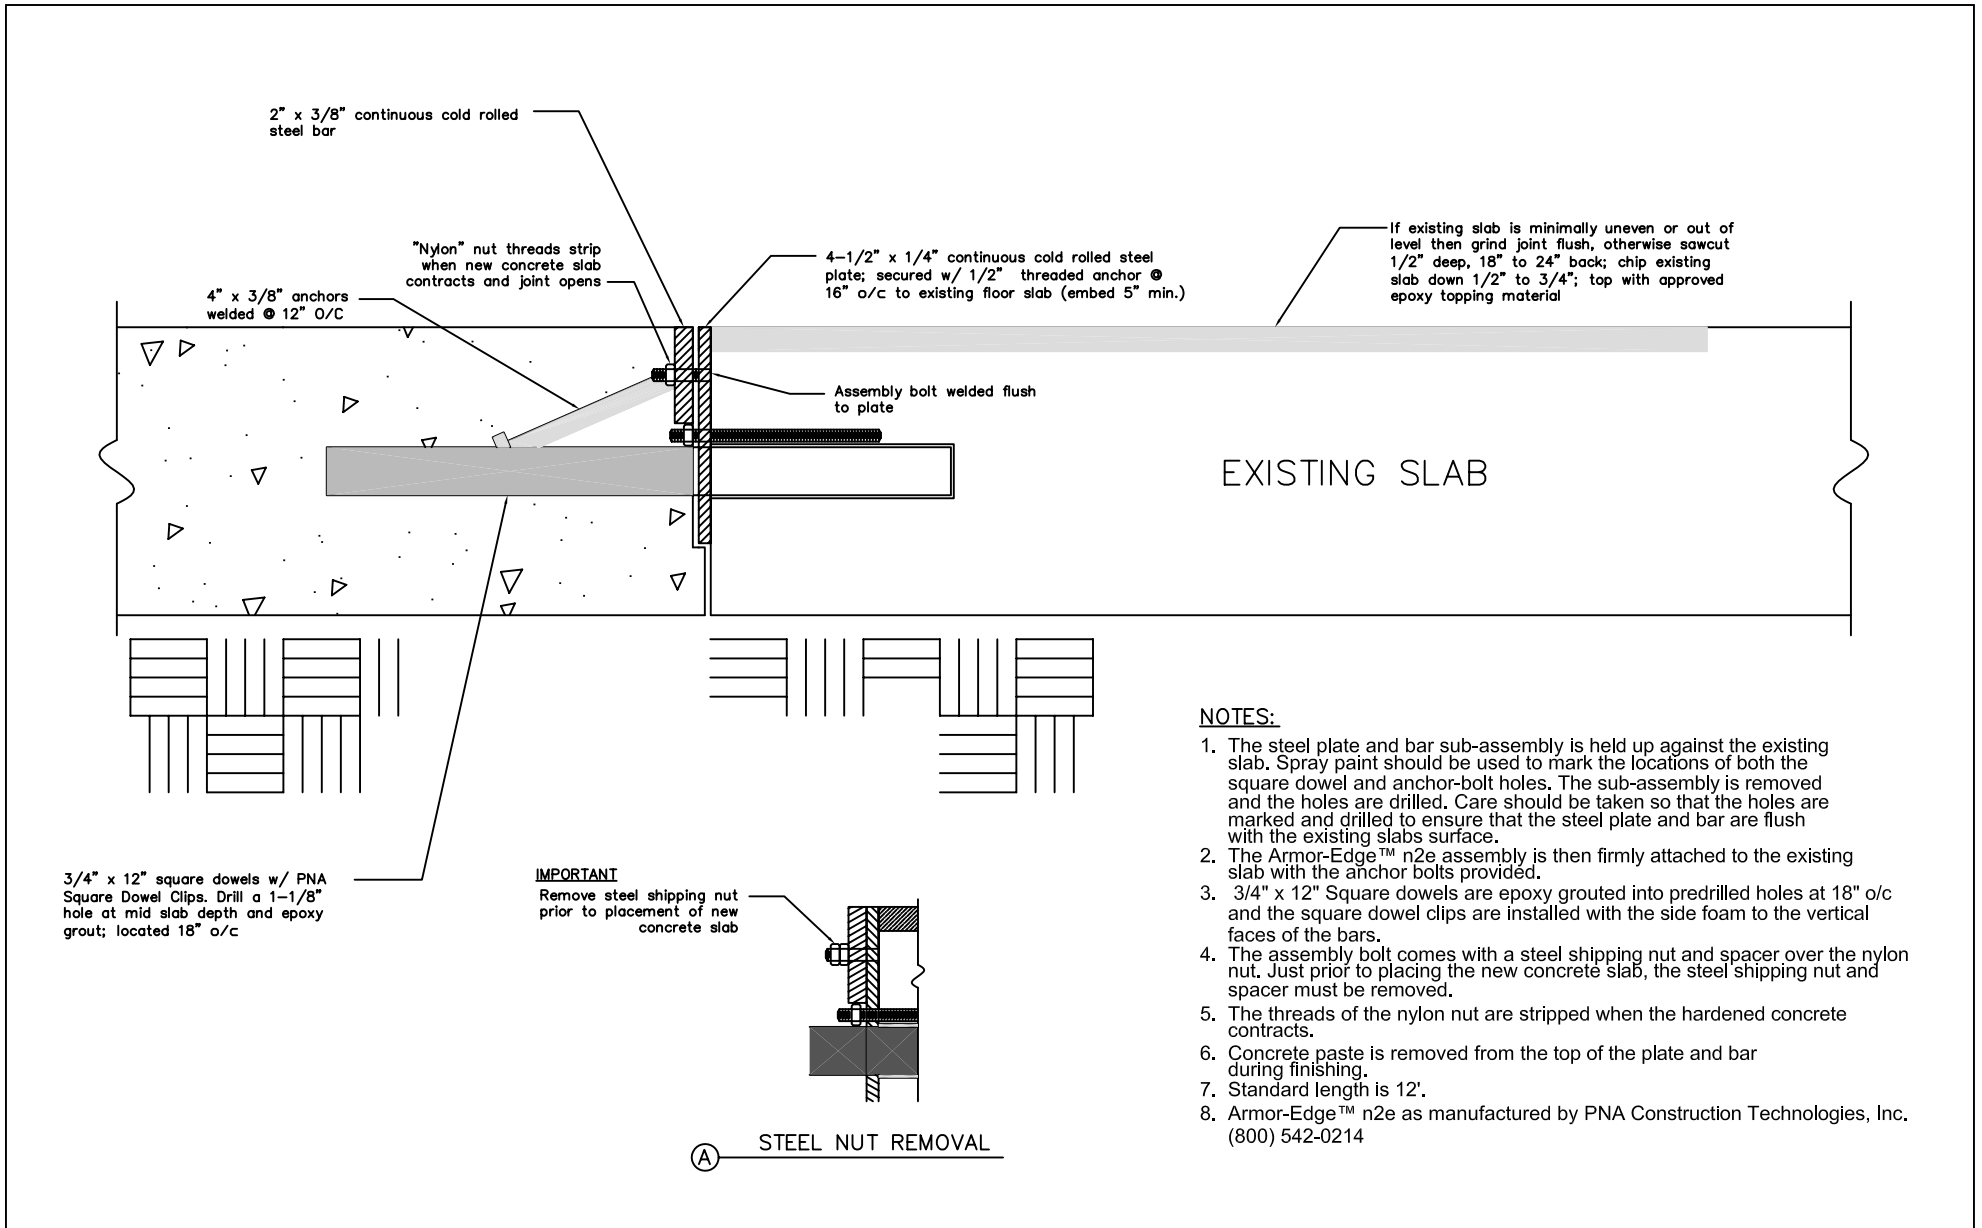 2" x 3/8" continuous cold rolled
steel bar
"Nylon" nut threads strip
when new concrete slab
contracts and joint opens
4" x 3/8" anchors
welded @ 12" O/C
4-1/2" x 1/4" continuous cold rolled steel
plate; secured w/ 1/2" threaded anchor @
16" o/c to existing floor slab (embed 5" min.)
If existing slab is minimally uneven or out of
level then grind joint flush, otherwise sawcut
1/2" deep, 18" to 24" back; chip existing
slab down 1/2" to 3/4"; top with approved
epoxy topping material
Assembly bolt welded flush
to plate
EXISTING SLAB
3/4" x 12" square dowels w/ PNA
Square Dowel Clips. Drill a 1-1/8"
hole at mid slab depth and epoxy
grout; located 18" o/c
IMPORTANT
Remove steel shipping nut
prior to placement of new
concrete slab
A
STEEL NUT REMOVAL
NOTES:
1. The steel plate and bar sub-assembly is held up against the existing
slab. Spray paint should be used to mark the locations of both the
square dowel and anchor-bolt holes. The sub-assembly is removed
and the holes are drilled. Care should be taken so that the holes are
marked and drilled to ensure that the steel plate and bar are flush
with the existing slabs surface.
2. The Armor-Edge™ n2e assembly is then firmly attached to the existing
slab with the anchor bolts provided.
3. 3/4" x 12" Square dowels are epoxy grouted into predrilled holes at 18" o/c
and the square dowel clips are installed with the side foam to the vertical
faces of the bars.
4. The assembly bolt comes with a steel shipping nut and spacer over the nylon
nut. Just prior to placing the new concrete slab, the steel shipping nut and
spacer must be removed.
5. The threads of the nylon nut are stripped when the hardened concrete
contracts.
6. Concrete paste is removed from the top of the plate and bar
during finishing.
7. Standard length is 12'.
8. Armor-Edge™ n2e as manufactured by PNA Construction Technologies, Inc.
(800) 542-0214